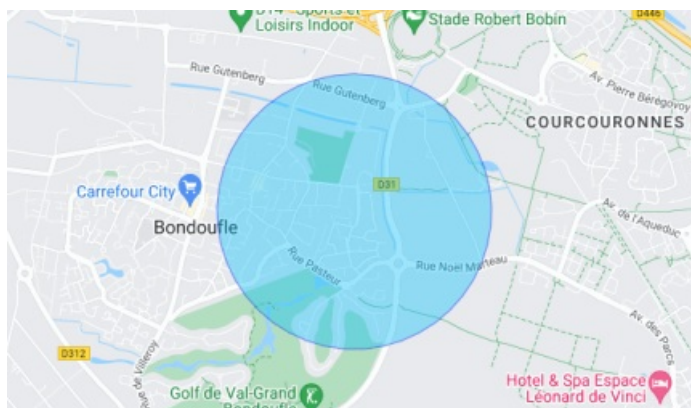 D14 - Sports et
Loisirs Indoor
Stade Robert Bobin
D446
Rue Gutenberg
Rue Gutenberg
Av. Pierre Bérégovoy
COURCOURONNES
Carrefour City
D31
Bondoufle
Av. de l'Aqueduc
Rue Pasteur
Rue Noël Marteau
Av. des Parcs
D312
Rue de Villeroy
Golf de Val-Grand
Bondoufle
Hotel & Spa Espace
Léonard de Vinci